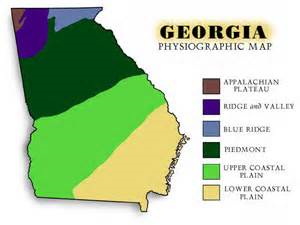 GEORGIA
PHYSIOGRAPHIC MAP
APPALACHIAN
PLATEAU
RIDGE and VALLEY
BLUE RIDGE
PIEDMONT
UPPER COASTAL
PLAIN
LOWER COASTAL
PLAIN